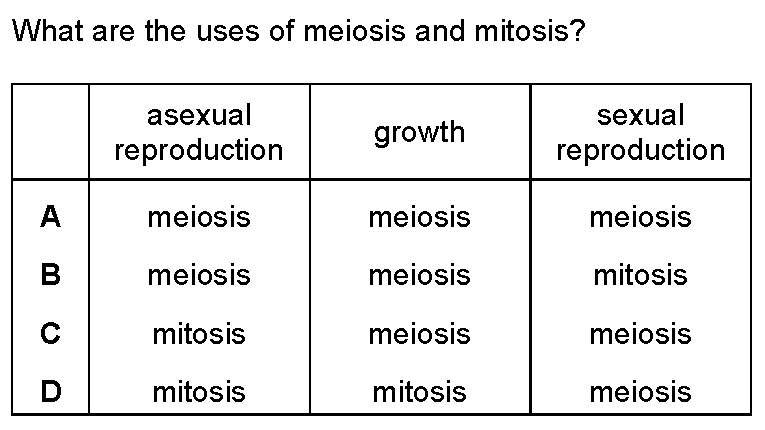 What are the uses of meiosis and mitosis?
asexual reproduction growth sexual reproduction
A meiosis meiosis meiosis
B meiosis meiosis mitosis
C mitosis meiosis meiosis
D mitosis mitosis meiosis